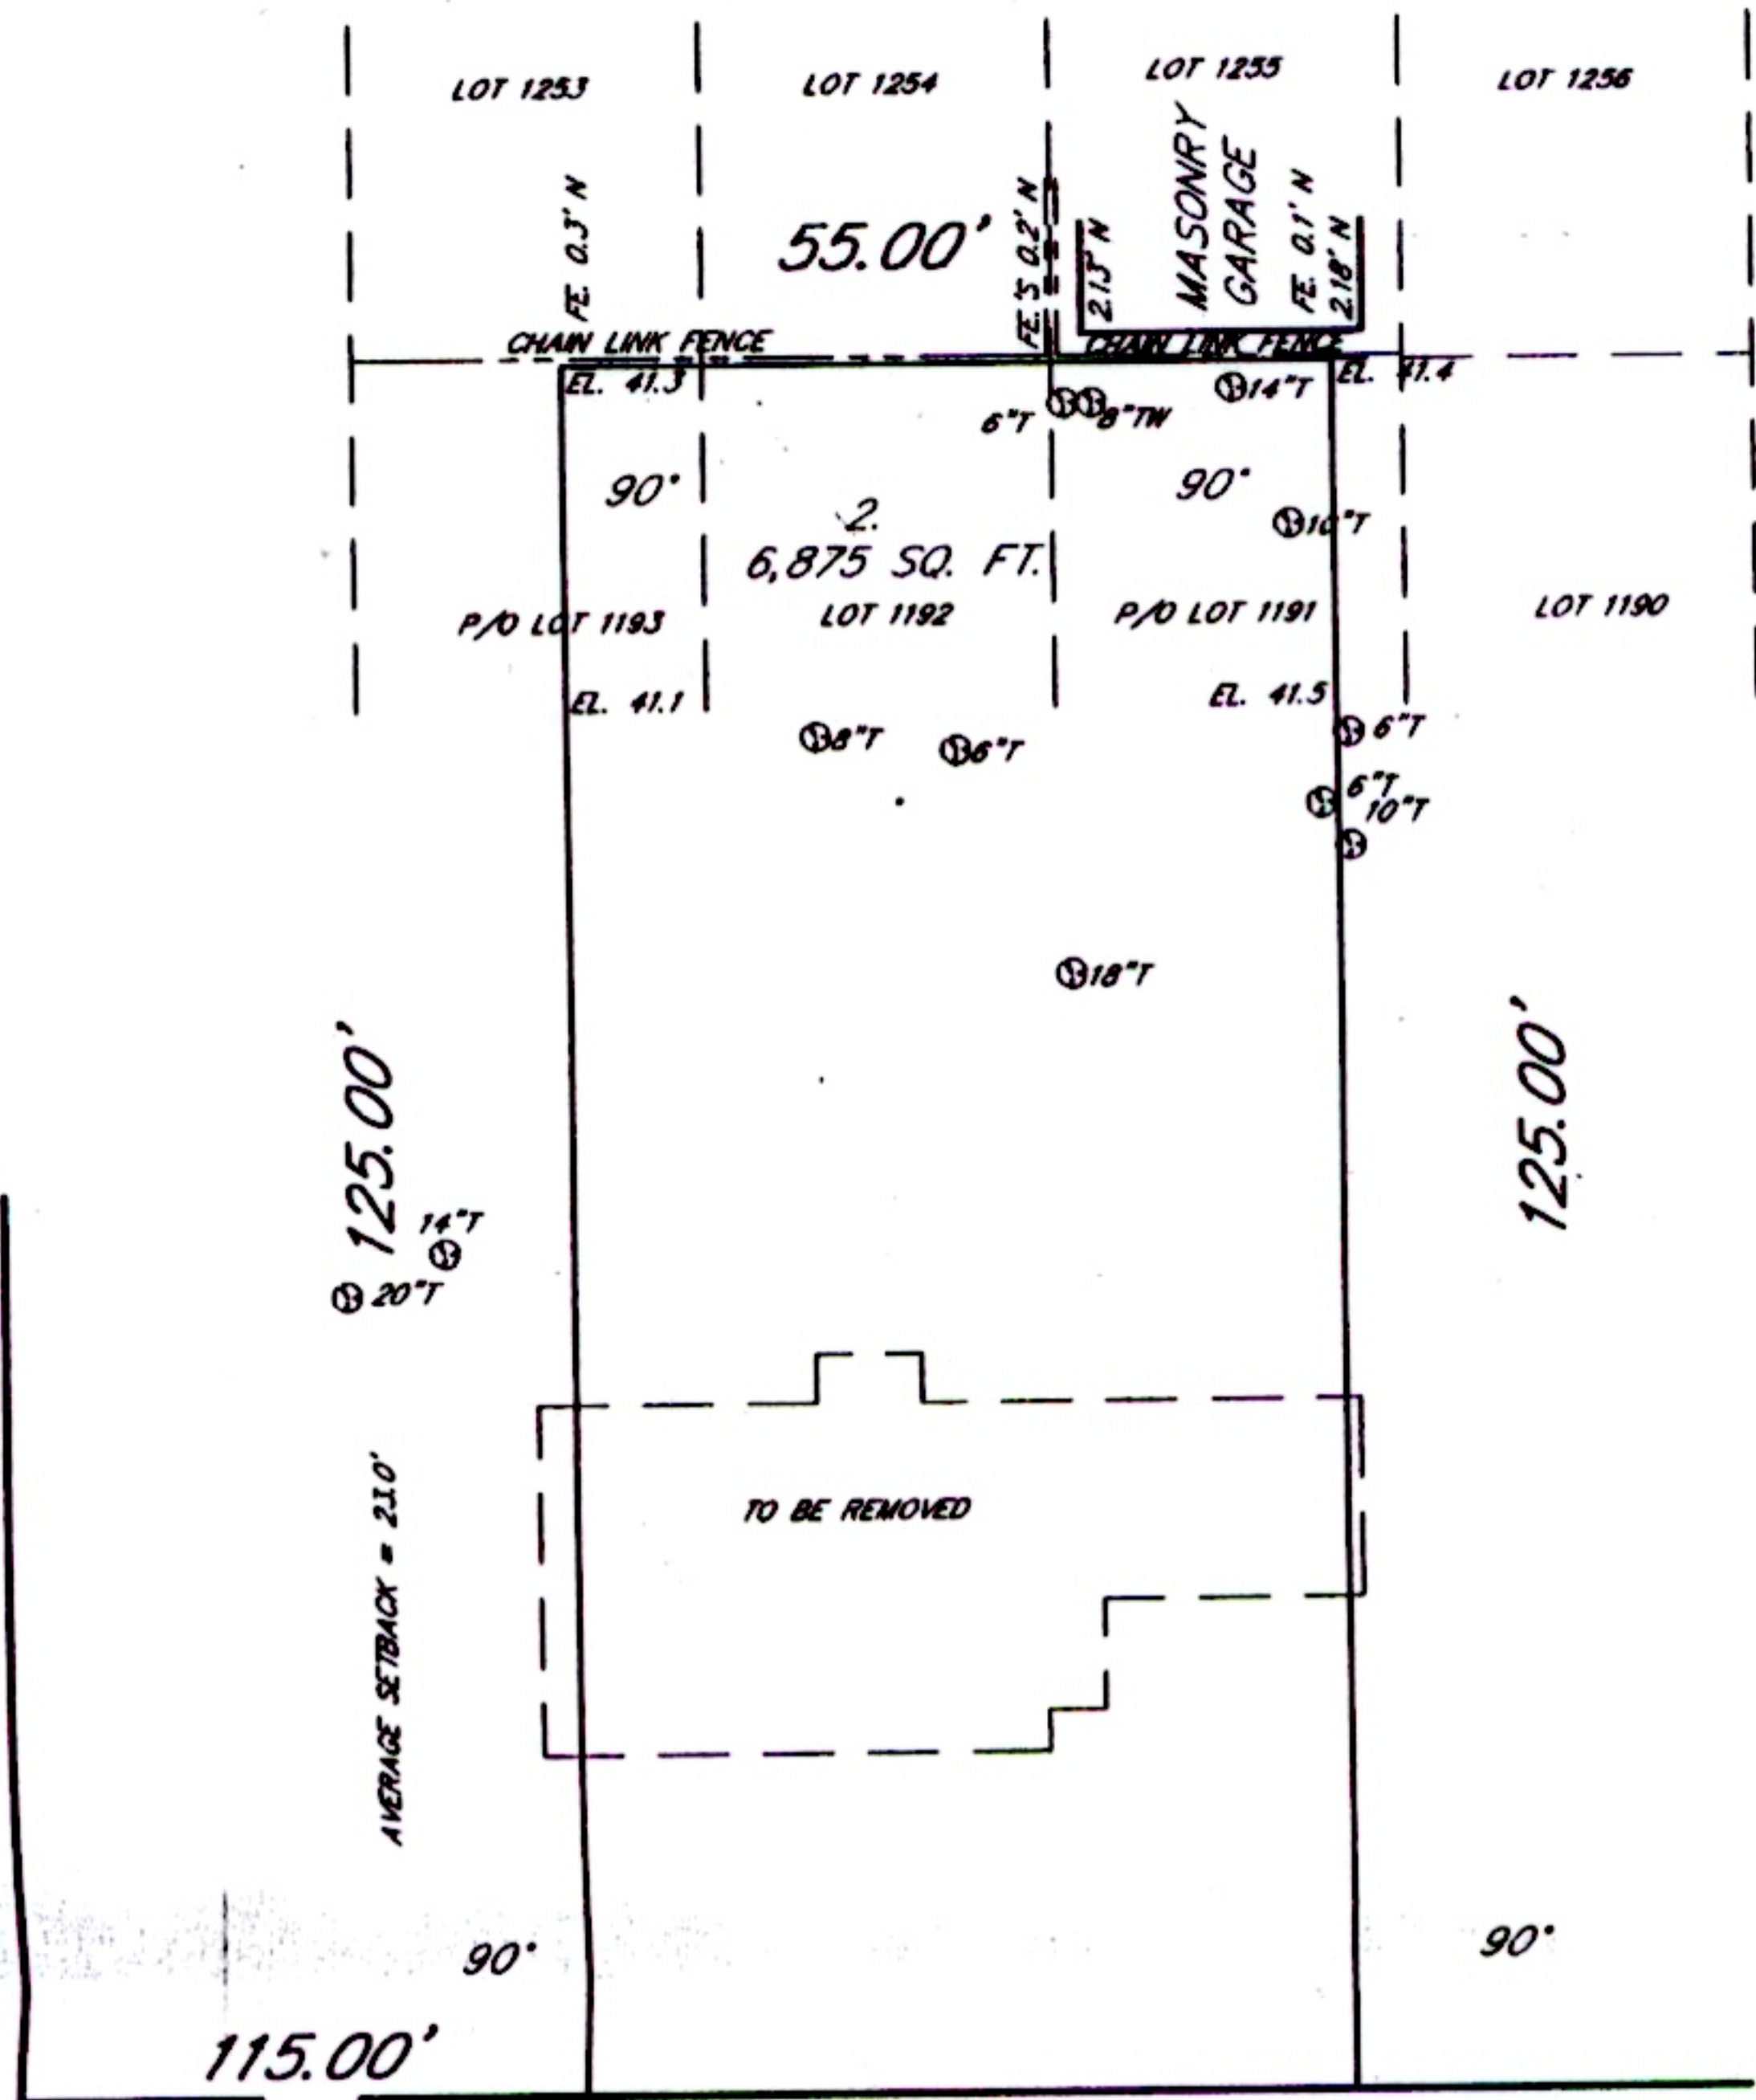 LOT 1253
LOT 1254
LOT 1255
LOT 1256
MASONRY
GARAGE
FE. 0.3' N
55.00'
FE.'S 0.2' N
2.15' N
FE. 0.1' N
2.18' N
CHAIN LINK FENCE
CHAIN LINK FENCE
EL. 41.3
EL. 41.4
14"T
6"T
8"TW
90°
90°
2.
10"T
6,875 SQ. FT.
P/O LOT 1193
LOT 1192
P/O LOT 1191
LOT 1190
EL. 41.1
EL. 41.5
8"T
6"T
6"T
6"T
10"T
18"T
125.00'
125.00'
14"T
20"T
AVERAGE SETBACK = 23.0'
TO BE REMOVED
90°
90°
115.00'